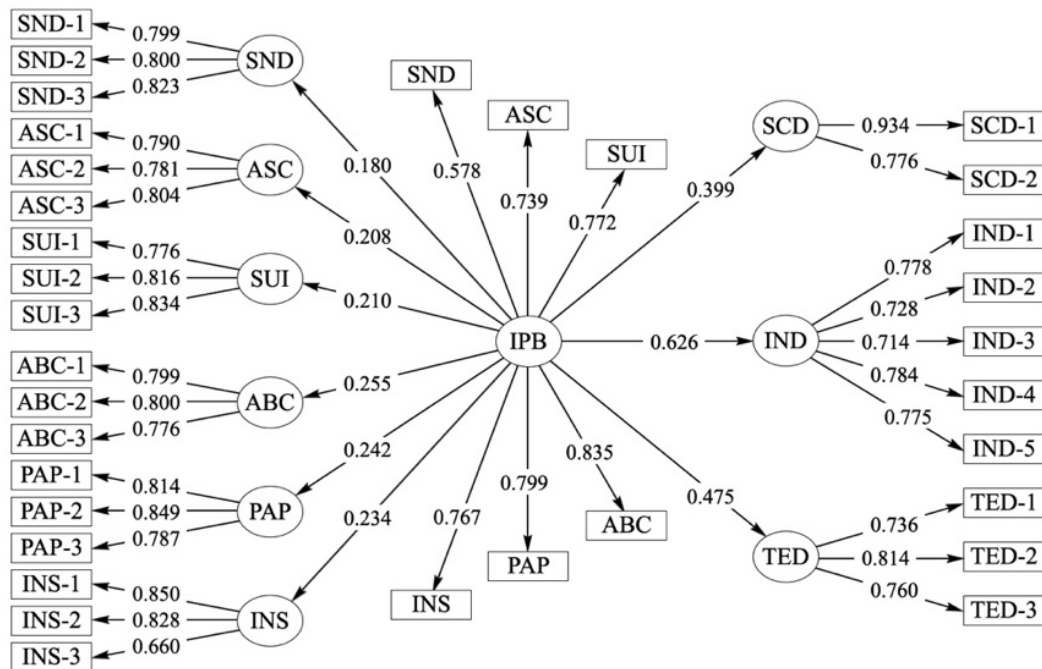 SND-1
SND-2
SND-3
0.799
0.800
0.823
SND
ASC-1
ASC-2
ASC-3
0.790
0.781
0.804
ASC
SUI-1
SUI-2
SUI-3
0.776
0.816
0.834
SUI
ABC-1
ABC-2
ABC-3
0.799
0.800
0.776
ABC
PAP-1
PAP-2
PAP-3
0.814
0.849
0.787
PAP
INS-1
INS-2
INS-3
0.850
0.828
0.660
INS
0.180
0.208
0.210
0.255
0.242
0.234
SND
ASC
SUI
0.578
0.739
0.772
IPB
0.767
0.799
0.835
INS
PAP
ABC
0.399
0.626
0.475
SCD
0.934
0.776
SCD-1
SCD-2
IND
0.778
0.728
0.714
0.784
0.775
IND-1
IND-2
IND-3
IND-4
IND-5
TED
0.736
0.814
0.760
TED-1
TED-2
TED-3